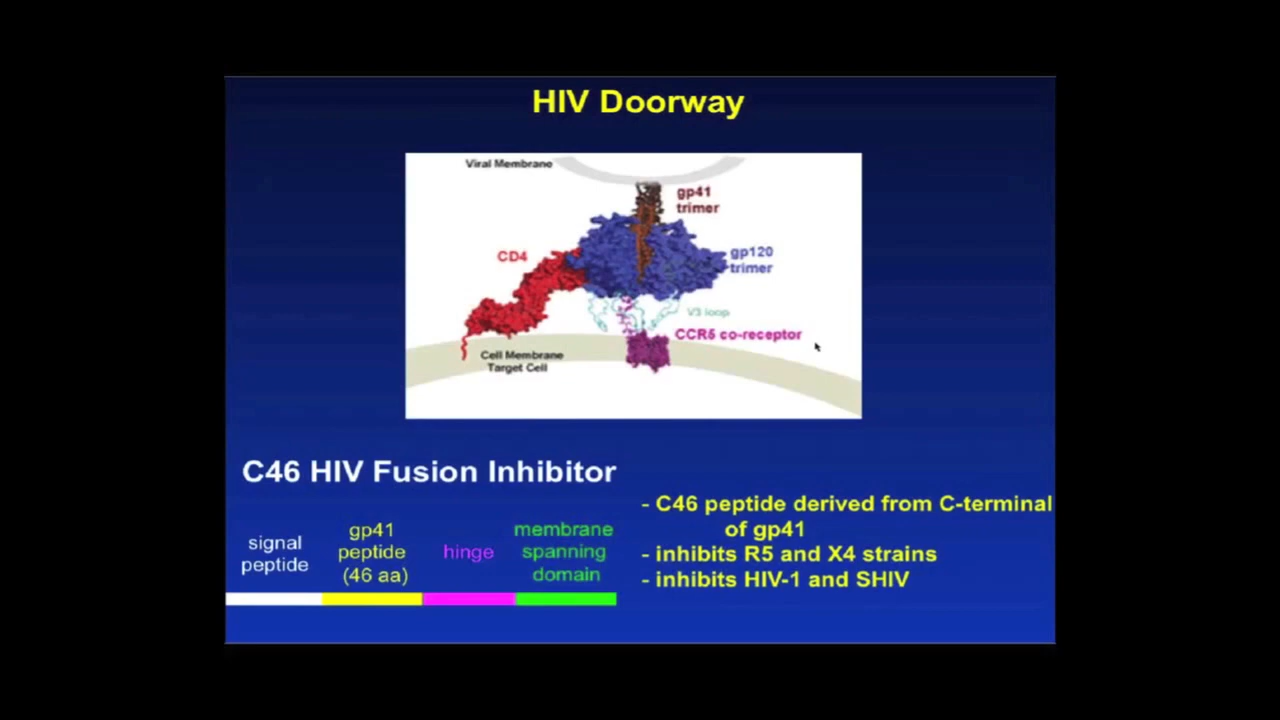 HIV Doorway
Viral Membrane
gp41
trimer
CD4
gp120
trimer
V3 loop
CCR5 co-receptor
Cell Membrane
Target Cell
C46 HIV Fusion Inhibitor
signal
peptide
gp41
peptide
(46 aa)
hinge
membrane
spanning
domain
- C46 peptide derived from C-terminal
of gp41
- inhibits R5 and X4 strains
- inhibits HIV-1 and SHIV